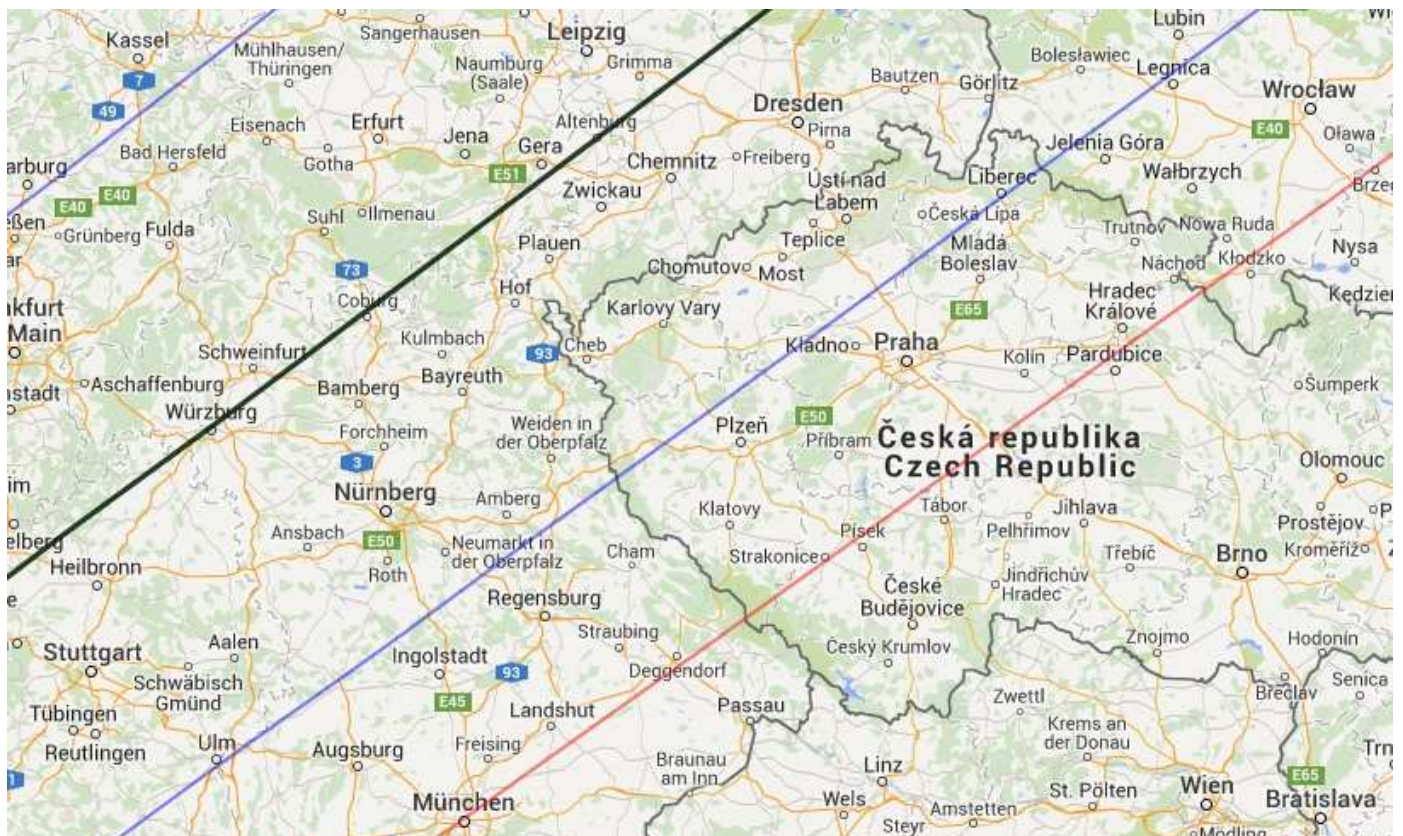 Kassel
7
49
Mühlhausen/
Thüringen
Sangerhausen
Leipzig
Naumburg
(Saale)
Grimma
Lubin
Bolesławiec
Legnica
Wrocław
E40
Oława
Bautzen
Görlitz
Dresden
Pirna
Altenburg
Eisenach
Erfurt
Jena
Gera
E51
Gotha
Bad Hersfeld
arburg
E40
E40
Chemnitz
Freiberg
Zwickau
Ústí nad
Labem
Liberec
Jelenia Góra
Wałbrzych
Grünberg
Fulda
Suhl
Ilmenau
Plauen
Teplice
Česká Lípa
Mladá
Boleslav
Trutnov
Nowa Ruda
Nysa
73
Chomutov
Most
Náchod
Kłodzko
Coburg
Hof
Karlovy Vary
E65
Hradec
Králové
Kędzier
nkfurt
Main
Schweinfurt
Kulmbach
93
Cheb
Kladno
Praha
Kolín
Pardubice
Aschaffenburg
Bamberg
Bayreuth
Šumperk
nstadt
Würzburg
Forchheim
Weiden in
der Oberpfalz
Plzeň
E50
Příbram
Česká republika
Czech Republic
3
Olomouc
im
Nürnberg
Amberg
Klatovy
Tábor
Jihlava
Pelhřimov
Prostějov
Ansbach
E50
Neumarkt in
der Oberpfalz
Cham
Písek
Strakonice
Třebíč
Brno
Kroměříž
elberg
Heilbronn
Roth
Regensburg
České
Budějovice
Jindřichův
Hradec
Straubing
Stuttgart
Aalen
Ingolstadt
93
Deggendorf
Český Krumlov
Znojmo
Hodonín
Schwäbisch
Gmünd
E45
Landshut
Passau
Zwettl
Břeclav
Senica
Tübingen
Reutlingen
Ulm
Augsburg
Freising
Braunau
am Inn
Linz
Krems an
der Donau
E65
München
Wels
Steyr
Amstetten
St. Pölten
Wien
Bratislava